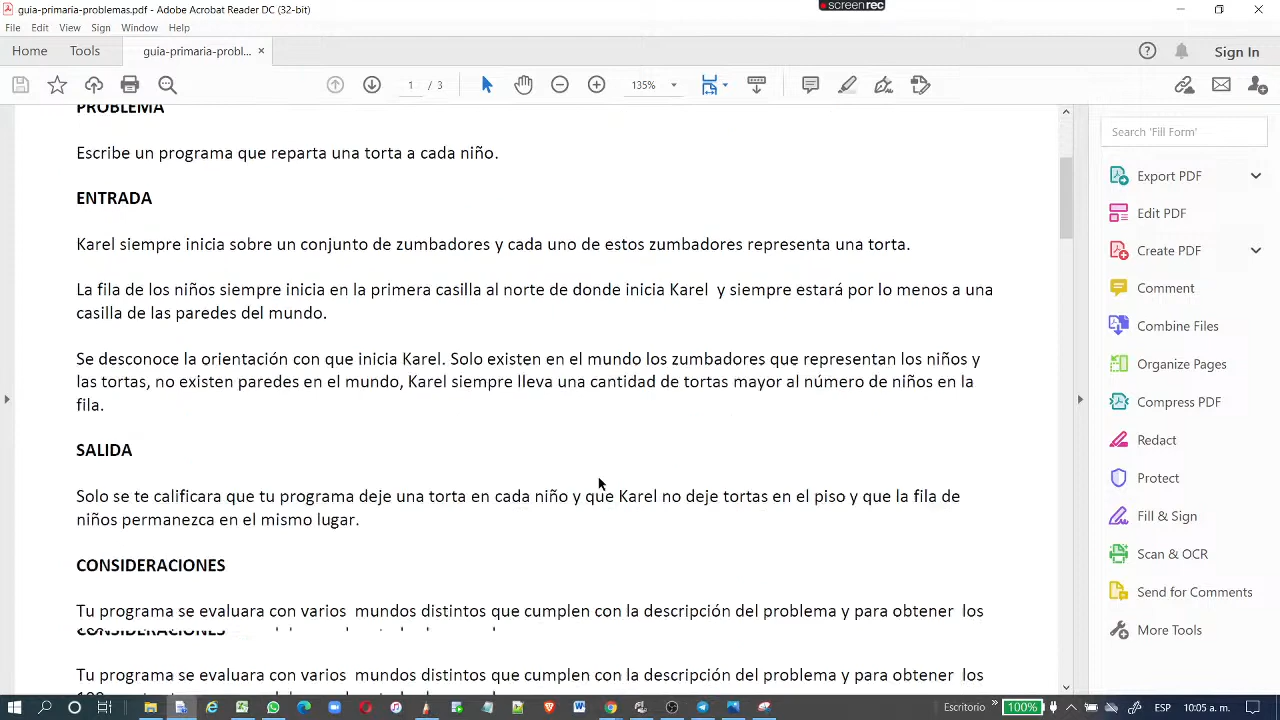 guia-primaria-problemas.pdf - Adobe Acrobat Reader DC (32-bit)
screenrec
File Edit View Sign Window Help
Home Tools guia-primaria-probl... × Sign In
1 / 3 135%
PROBLEMA
Escribe un programa que reparta una torta a cada niño.
ENTRADA
Karel siempre inicia sobre un conjunto de zumbadores y cada uno de estos zumbadores representa una torta.
La fila de los niños siempre inicia en la primera casilla al norte de donde inicia Karel y siempre estará por lo menos a una
casilla de las paredes del mundo.
Se desconoce la orientación con que inicia Karel. Solo existen en el mundo los zumbadores que representan los niños y
las tortas, no existen paredes en el mundo, Karel siempre lleva una cantidad de tortas mayor al número de niños en la
fila.
SALIDA
Solo se te calificara que tu programa deje una torta en cada niño y que Karel no deje tortas en el piso y que la fila de
niños permanezca en el mismo lugar.
CONSIDERACIONES
Tu programa se evaluara con varios mundos distintos que cumplen con la descripción del problema y para obtener los
CONSIDERACIONES
Tu programa se evaluara con varios mundos distintos que cumplen con la descripción del problema y para obtener los
Search 'Fill Form'
Export PDF
Edit PDF
Create PDF
Comment
Combine Files
Organize Pages
Compress PDF
Redact
Protect
Fill & Sign
Scan & OCR
Send for Comments
More Tools
Escritorio » 100% ESP 10:05 a. m.